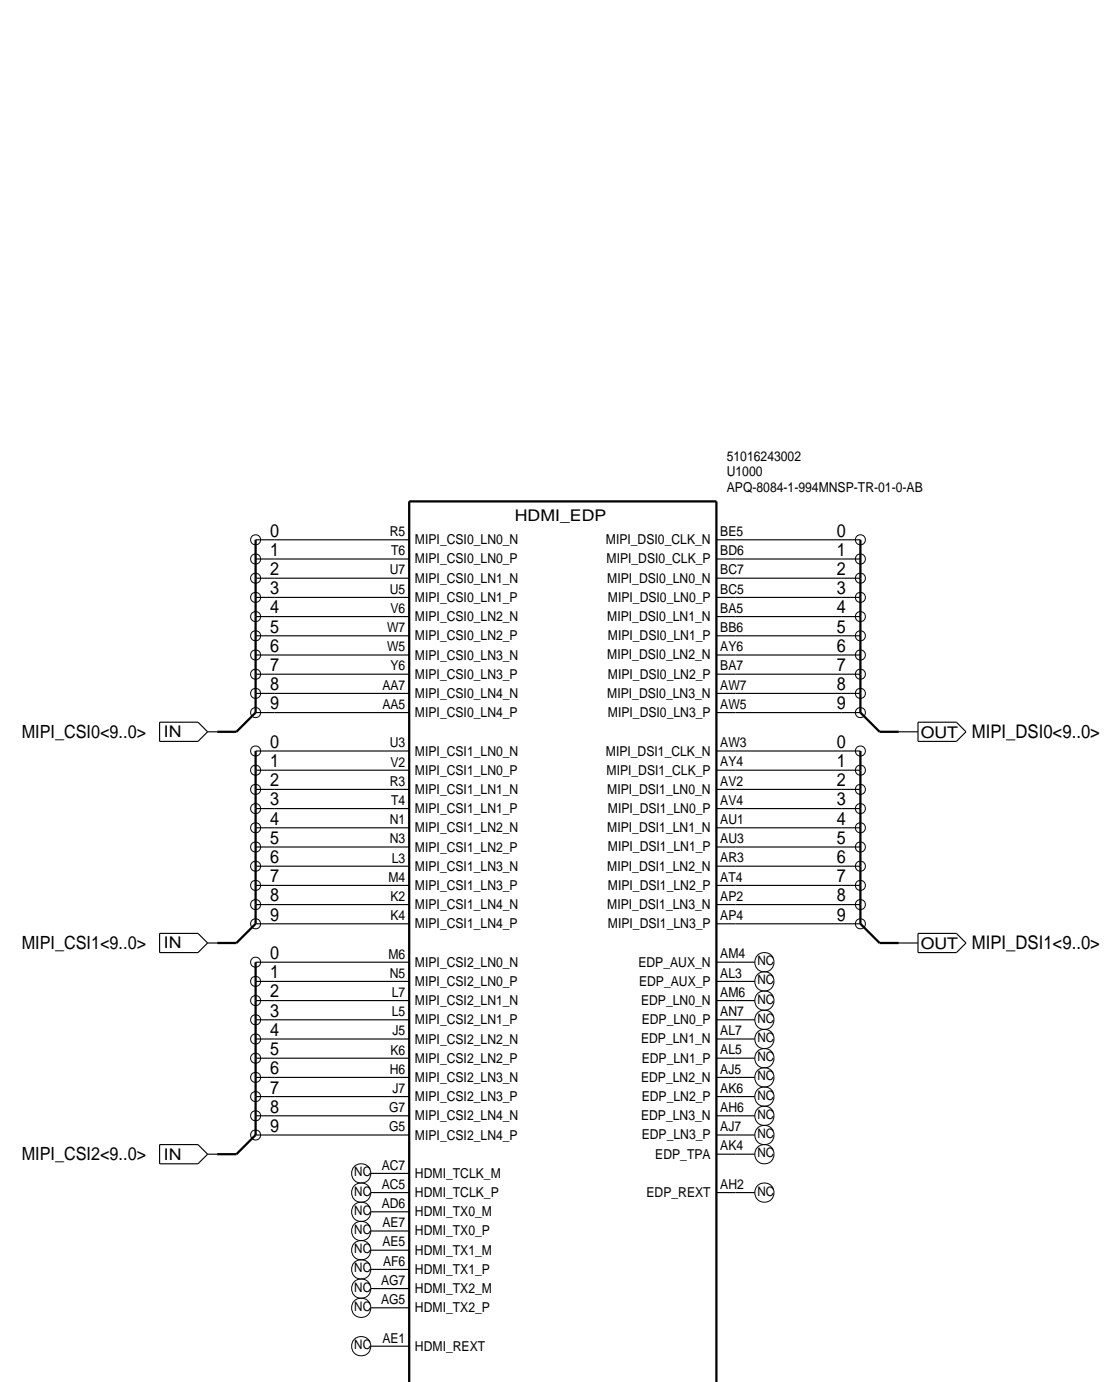 51016243002
U1000
APQ-8084-1-994MNSP-TR-01-0-AB
HDMI_EDP
0 R5 MIPI_CSI0_LN0_N MIPI_DSI0_CLK_N BE5 0
1 T6 MIPI_CSI0_LN0_P MIPI_DSI0_CLK_P BD6 1
2 U7 MIPI_CSI0_LN1_N MIPI_DSI0_LN0_N BC7 2
3 U5 MIPI_CSI0_LN1_P MIPI_DSI0_LN0_P BC5 3
4 V6 MIPI_CSI0_LN2_N MIPI_DSI0_LN1_N BA5 4
5 W7 MIPI_CSI0_LN2_P MIPI_DSI0_LN1_P BB6 5
6 W5 MIPI_CSI0_LN3_N MIPI_DSI0_LN2_N AY6 6
7 Y6 MIPI_CSI0_LN3_P MIPI_DSI0_LN2_P BA7 7
8 AA7 MIPI_CSI0_LN4_N MIPI_DSI0_LN3_N AW7 8
9 AA5 MIPI_CSI0_LN4_P MIPI_DSI0_LN3_P AW5 9
MIPI_CSI0<9..0> IN OUT MIPI_DSI0<9..0>
0 U3 MIPI_CSI1_LN0_N MIPI_DSI1_CLK_N AW3 0
1 V2 MIPI_CSI1_LN0_P MIPI_DSI1_CLK_P AY4 1
2 R3 MIPI_CSI1_LN1_N MIPI_DSI1_LN0_N AV2 2
3 T4 MIPI_CSI1_LN1_P MIPI_DSI1_LN0_P AV4 3
4 N1 MIPI_CSI1_LN2_N MIPI_DSI1_LN1_N AU1 4
5 N3 MIPI_CSI1_LN2_P MIPI_DSI1_LN1_P AU3 5
6 L3 MIPI_CSI1_LN3_N MIPI_DSI1_LN2_N AR3 6
7 M4 MIPI_CSI1_LN3_P MIPI_DSI1_LN2_P AT4 7
8 K2 MIPI_CSI1_LN4_N MIPI_DSI1_LN3_N AP2 8
9 K4 MIPI_CSI1_LN4_P MIPI_DSI1_LN3_P AP4 9
MIPI_CSI1<9..0> IN OUT MIPI_DSI1<9..0>
0 M6 MIPI_CSI2_LN0_N EDP_AUX_N AM4 NC
1 N5 MIPI_CSI2_LN0_P EDP_AUX_P AL3 NC
2 L7 MIPI_CSI2_LN1_N EDP_LN0_N AM6 NC
3 L5 MIPI_CSI2_LN1_P EDP_LN0_P AN7 NC
4 J5 MIPI_CSI2_LN2_N EDP_LN1_N AL7 NC
5 K6 MIPI_CSI2_LN2_P EDP_LN1_P AL5 NC
6 H6 MIPI_CSI2_LN3_N EDP_LN2_N AJ5 NC
7 J7 MIPI_CSI2_LN3_P EDP_LN2_P AK6 NC
8 G7 MIPI_CSI2_LN4_N EDP_LN3_N AH6 NC
9 G5 MIPI_CSI2_LN4_P EDP_LN3_P AJ7 NC
MIPI_CSI2<9..0> IN EDP_TPA AK4 NC
NC AC7 HDMI_TCLK_M
NC AC5 HDMI_TCLK_P EDP_REXT AH2 NC
NC AD6 HDMI_TX0_M
NC AE7 HDMI_TX0_P
NC AE5 HDMI_TX1_M
NC AF6 HDMI_TX1_P
NC AG7 HDMI_TX2_M
NC AG5 HDMI_TX2_P
NC AE1 HDMI_REXT